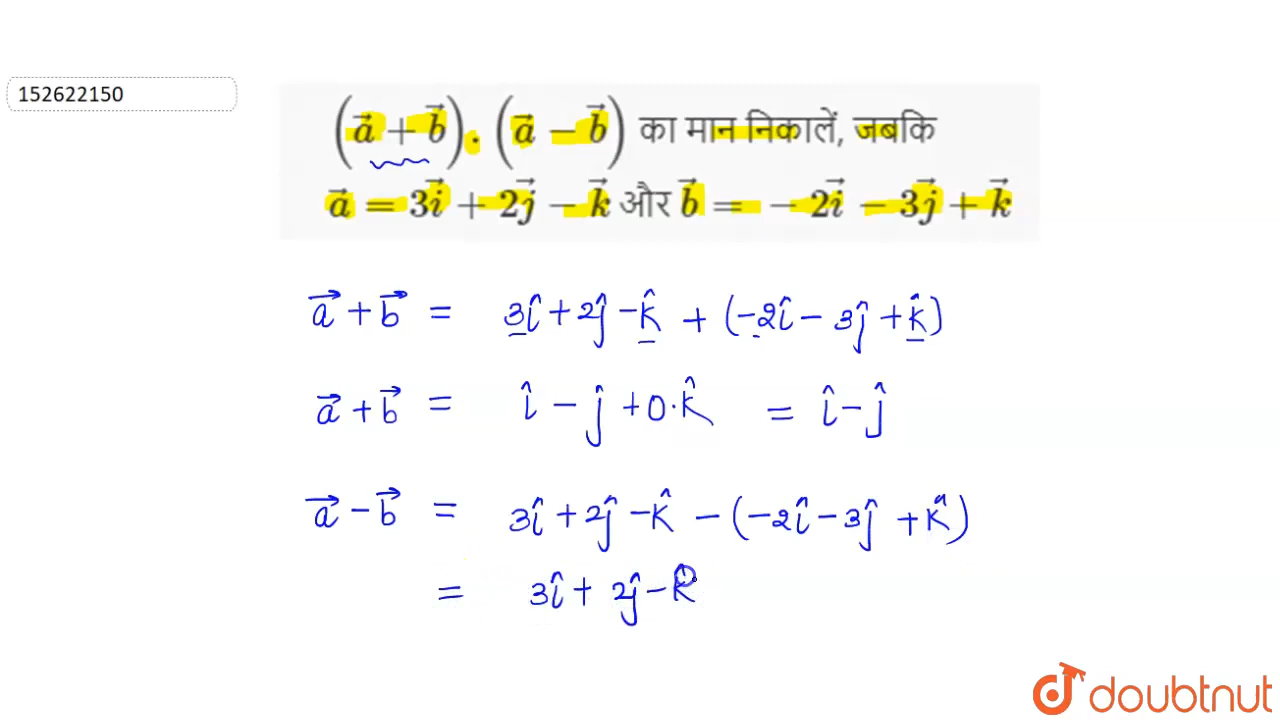 152622150
(a⃗ + b⃗) . (a⃗ − b⃗) का मान निकालें, जबकि
a⃗ = 3i⃗ + 2j⃗ − k⃗ और b⃗ = − 2i⃗ − 3j⃗ + k⃗
a⃗ + b⃗ = 3î + 2ĵ − k̂ + (−2î − 3ĵ + k̂)
a⃗ + b⃗ = î − ĵ + 0·k̂ = î − ĵ
a⃗ − b⃗ = 3î + 2ĵ − k̂ − (−2î − 3ĵ + k̂)
= 3î + 2ĵ − k̂
doubtnut